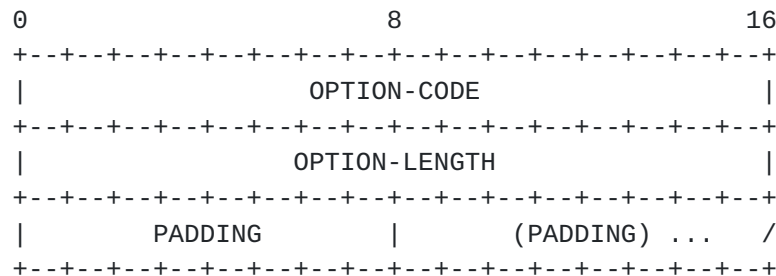 0                       8                      16
+--+--+--+--+--+--+--+--+--+--+--+--+--+--+--+--+
|                  OPTION-CODE                  |
+--+--+--+--+--+--+--+--+--+--+--+--+--+--+--+--+
|                 OPTION-LENGTH                 |
+--+--+--+--+--+--+--+--+--+--+--+--+--+--+--+--+
|        PADDING        |       (PADDING) ...   /
+--+--+--+--+--+--+--+--+--+--+--+--+--+--+--+--+